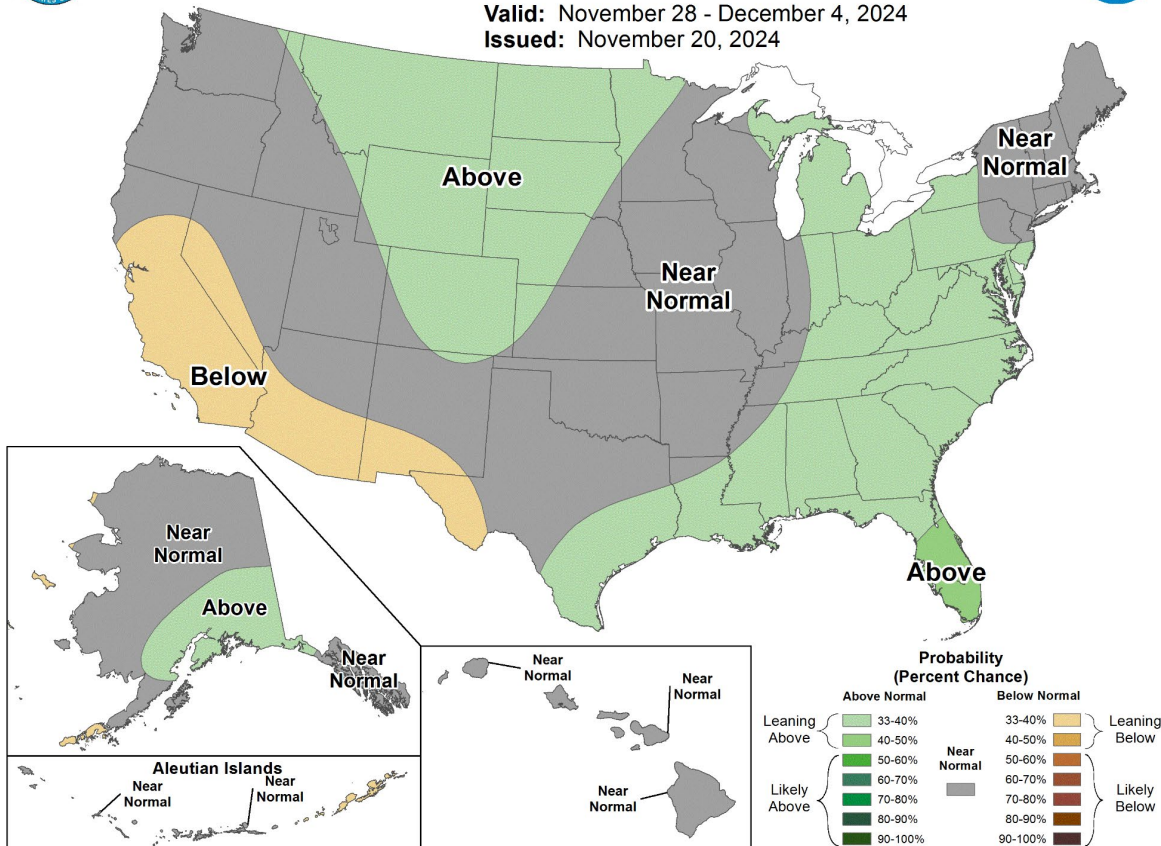 Valid: November 28 - December 4, 2024
Issued: November 20, 2024
Above
Near
Normal
Near
Normal
Below
Above
Near
Normal
Above
Near
Normal
Aleutian Islands
Near
Normal
Near
Normal
Near
Normal
Near
Normal
Near
Normal
Probability
(Percent Chance)
Above Normal
Below Normal
Leaning
Above
33-40%
40-50%
Likely
Above
50-60%
60-70%
70-80%
80-90%
90-100%
Near
Normal
33-40%
40-50%
Leaning
Below
50-60%
60-70%
70-80%
80-90%
90-100%
Likely
Below